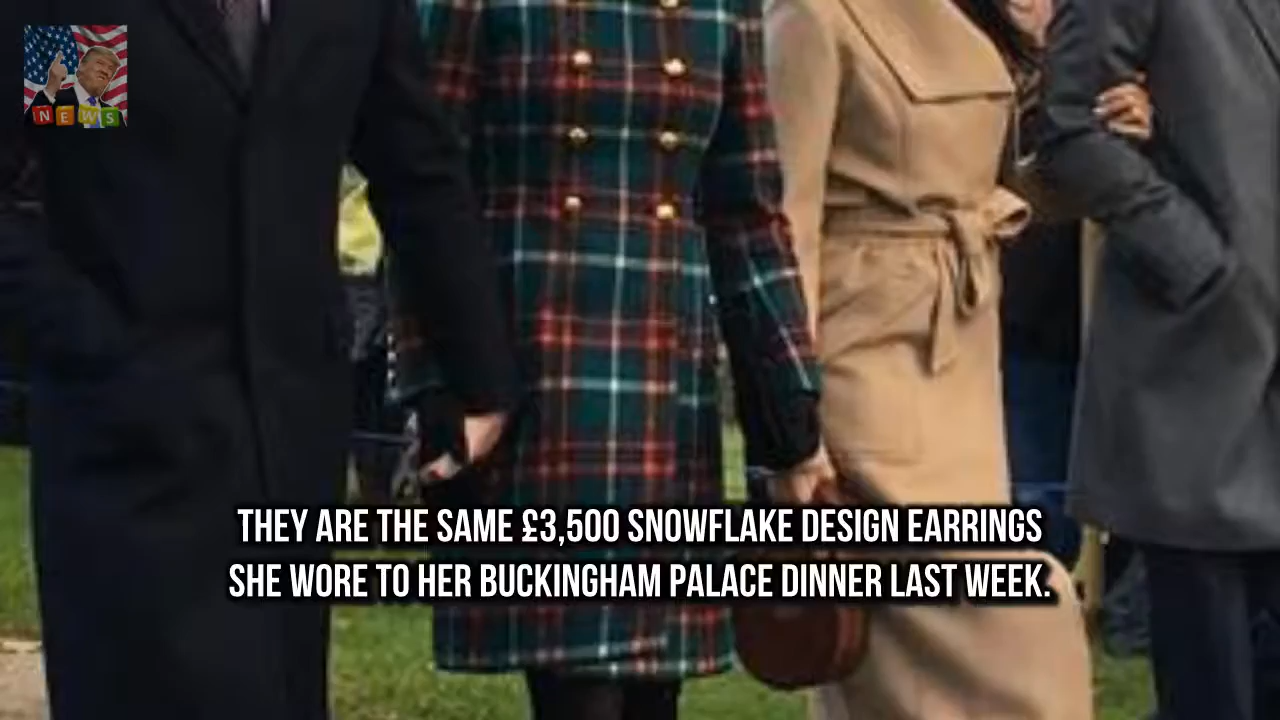 NEWS
THEY ARE THE SAME £3,500 SNOWFLAKE DESIGN EARRINGS
SHE WORE TO HER BUCKINGHAM PALACE DINNER LAST WEEK.